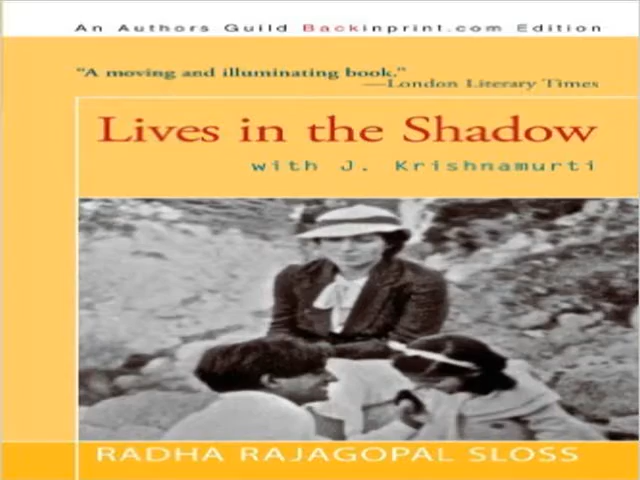 An Authors Guild Backinprint.com Edition
"A moving and illuminating book."
—London Literary Times
Lives in the Shadow
with J. Krishnamurti
RADHA RAJAGOPAL SLOSS